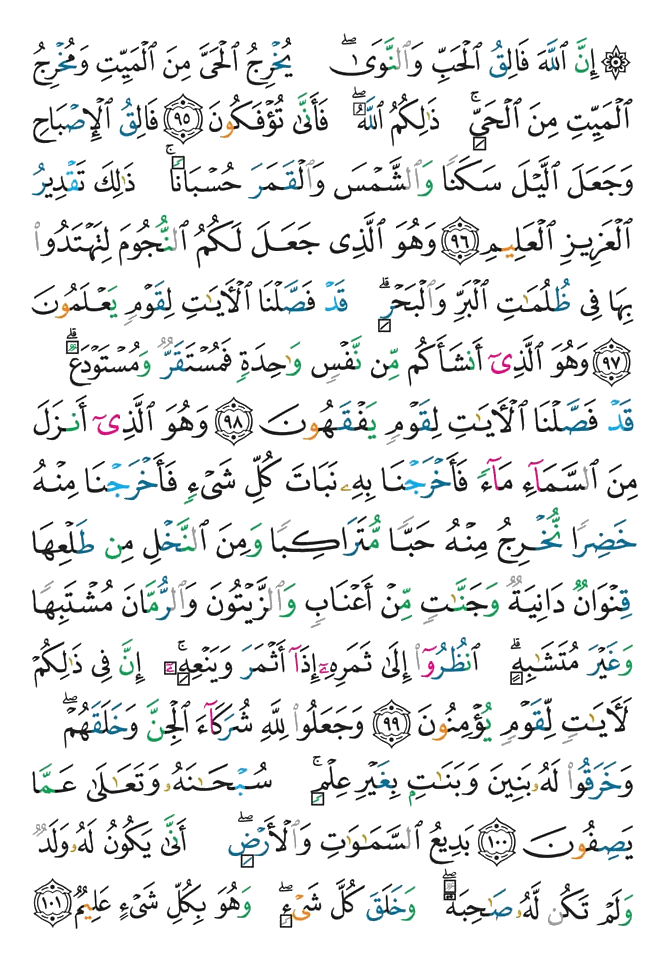 ۞ إِنَّ ٱللَّهَ فَالِقُ ٱلْحَبِّ وَٱلنَّوَىٰ ۖ يُخْرِجُ ٱلْحَىَّ مِنَ ٱلْمَيِّتِ وَمُخْرِجُ
ٱلْمَيِّتِ مِنَ ٱلْحَىِّ ۚ ذَٰلِكُمُ ٱللَّهُ ۖ فَأَنَّىٰ تُؤْفَكُونَ ٩٥ فَالِقُ ٱلْإِصْبَاحِ
وَجَعَلَ ٱلَّيْلَ سَكَنًا وَٱلشَّمْسَ وَٱلْقَمَرَ حُسْبَانًا ۚ ذَٰلِكَ تَقْدِيرُ
ٱلْعَزِيزِ ٱلْعَلِيمِ ٩٦ وَهُوَ ٱلَّذِى جَعَلَ لَكُمُ ٱلنُّجُومَ لِتَهْتَدُوا۟
بِهَا فِى ظُلُمَٰتِ ٱلْبَرِّ وَٱلْبَحْرِ ۗ قَدْ فَصَّلْنَا ٱلْءَايَٰتِ لِقَوْمٍ يَعْلَمُونَ
٩٧ وَهُوَ ٱلَّذِىٓ أَنشَأَكُم مِّن نَّفْسٍ وَٰحِدَةٍ فَمُسْتَقَرٌّ وَمُسْتَوْدَعٌ ۗ
قَدْ فَصَّلْنَا ٱلْءَايَٰتِ لِقَوْمٍ يَفْقَهُونَ ٩٨ وَهُوَ ٱلَّذِىٓ أَنزَلَ
مِنَ ٱلسَّمَآءِ مَآءً فَأَخْرَجْنَا بِهِۦ نَبَاتَ كُلِّ شَىْءٍ فَأَخْرَجْنَا مِنْهُ
خَضِرًا نُّخْرِجُ مِنْهُ حَبًّا مُّتَرَاكِبًا وَمِنَ ٱلنَّخْلِ مِن طَلْعِهَا
قِنْوَانٌ دَانِيَةٌ وَجَنَّٰتٍ مِّنْ أَعْنَابٍ وَٱلزَّيْتُونَ وَٱلرُّمَّانَ مُشْتَبِهًا
وَغَيْرَ مُتَشَٰبِهٍ ۗ ٱنظُرُوٓا۟ إِلَىٰ ثَمَرِهِۦٓ إِذَآ أَثْمَرَ وَيَنْعِهِۦٓ ۚ إِنَّ فِى ذَٰلِكُمْ
لَءَايَٰتٍ لِّقَوْمٍ يُؤْمِنُونَ ٩٩ وَجَعَلُوا۟ لِلَّهِ شُرَكَآءَ ٱلْجِنَّ وَخَلَقَهُمْ ۖ
وَخَرَقُوا۟ لَهُۥ بَنِينَ وَبَنَٰتٍۭ بِغَيْرِ عِلْمٍ ۚ سُبْحَٰنَهُۥ وَتَعَٰلَىٰ عَمَّا
يَصِفُونَ ١٠٠ بَدِيعُ ٱلسَّمَٰوَٰتِ وَٱلْأَرْضِ ۖ أَنَّىٰ يَكُونُ لَهُۥ وَلَدٌ
وَلَمْ تَكُن لَّهُۥ صَٰحِبَةٌ ۖ وَخَلَقَ كُلَّ شَىْءٍ ۖ وَهُوَ بِكُلِّ شَىْءٍ عَلِيمٌ ١٠١